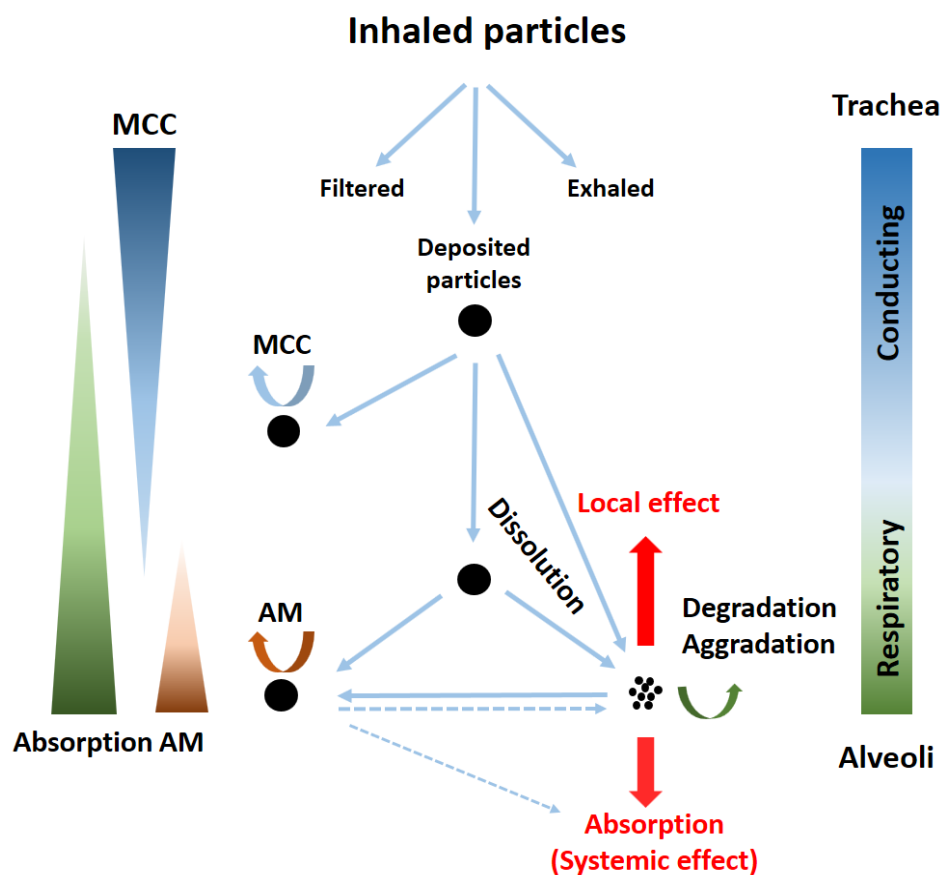 Inhaled particles
MCC
Trachea
Filtered
Exhaled
Deposited
particles
Conducting
MCC
Local effect
Dissolution
Respiratory
AM
Degradation
Aggradation
Absorption AM
Alveoli
Absorption
(Systemic effect)